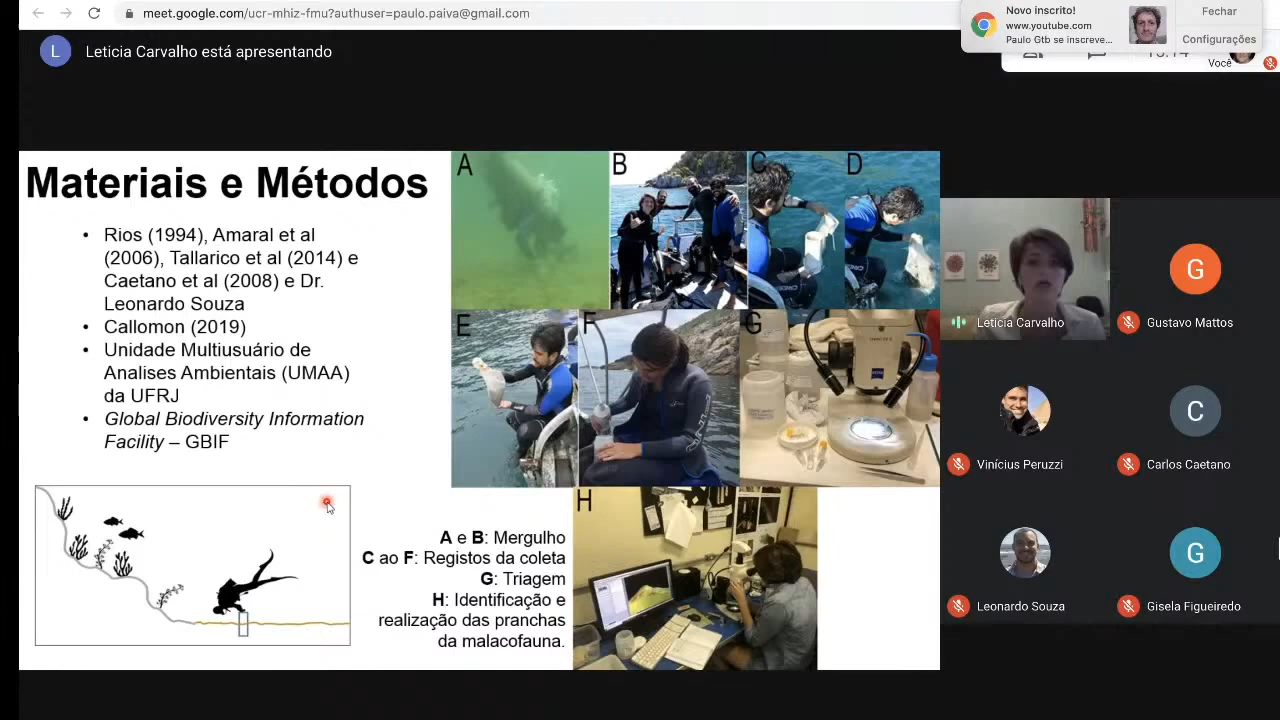 meet.google.com/ucr-mhiz-fmu?authuser=paulo.paiva@gmail.com
Novo inscrito!
www.youtube.com
Paulo Gtb se inscreve...
Fechar
Configurações
L
Leticia Carvalho está apresentando
Você
Materiais e Métodos
• Rios (1994), Amaral et al
(2006), Tallarico et al (2014) e
Caetano et al (2008) e Dr.
Leonardo Souza
• Callomon (2019)
• Unidade Multiusuário de
Analises Ambientais (UMAA)
da UFRJ
• Global Biodiversity Information
Facility – GBIF
A
B
C
D
E
F
G
H
A e B: Mergulho
C ao F: Registos da coleta
G: Triagem
H: Identificação e
realização das pranchas
da malacofauna.
Leticia Carvalho
G
Gustavo Mattos
Vinícius Peruzzi
C
Carlos Caetano
Leonardo Souza
G
Gisela Figueiredo